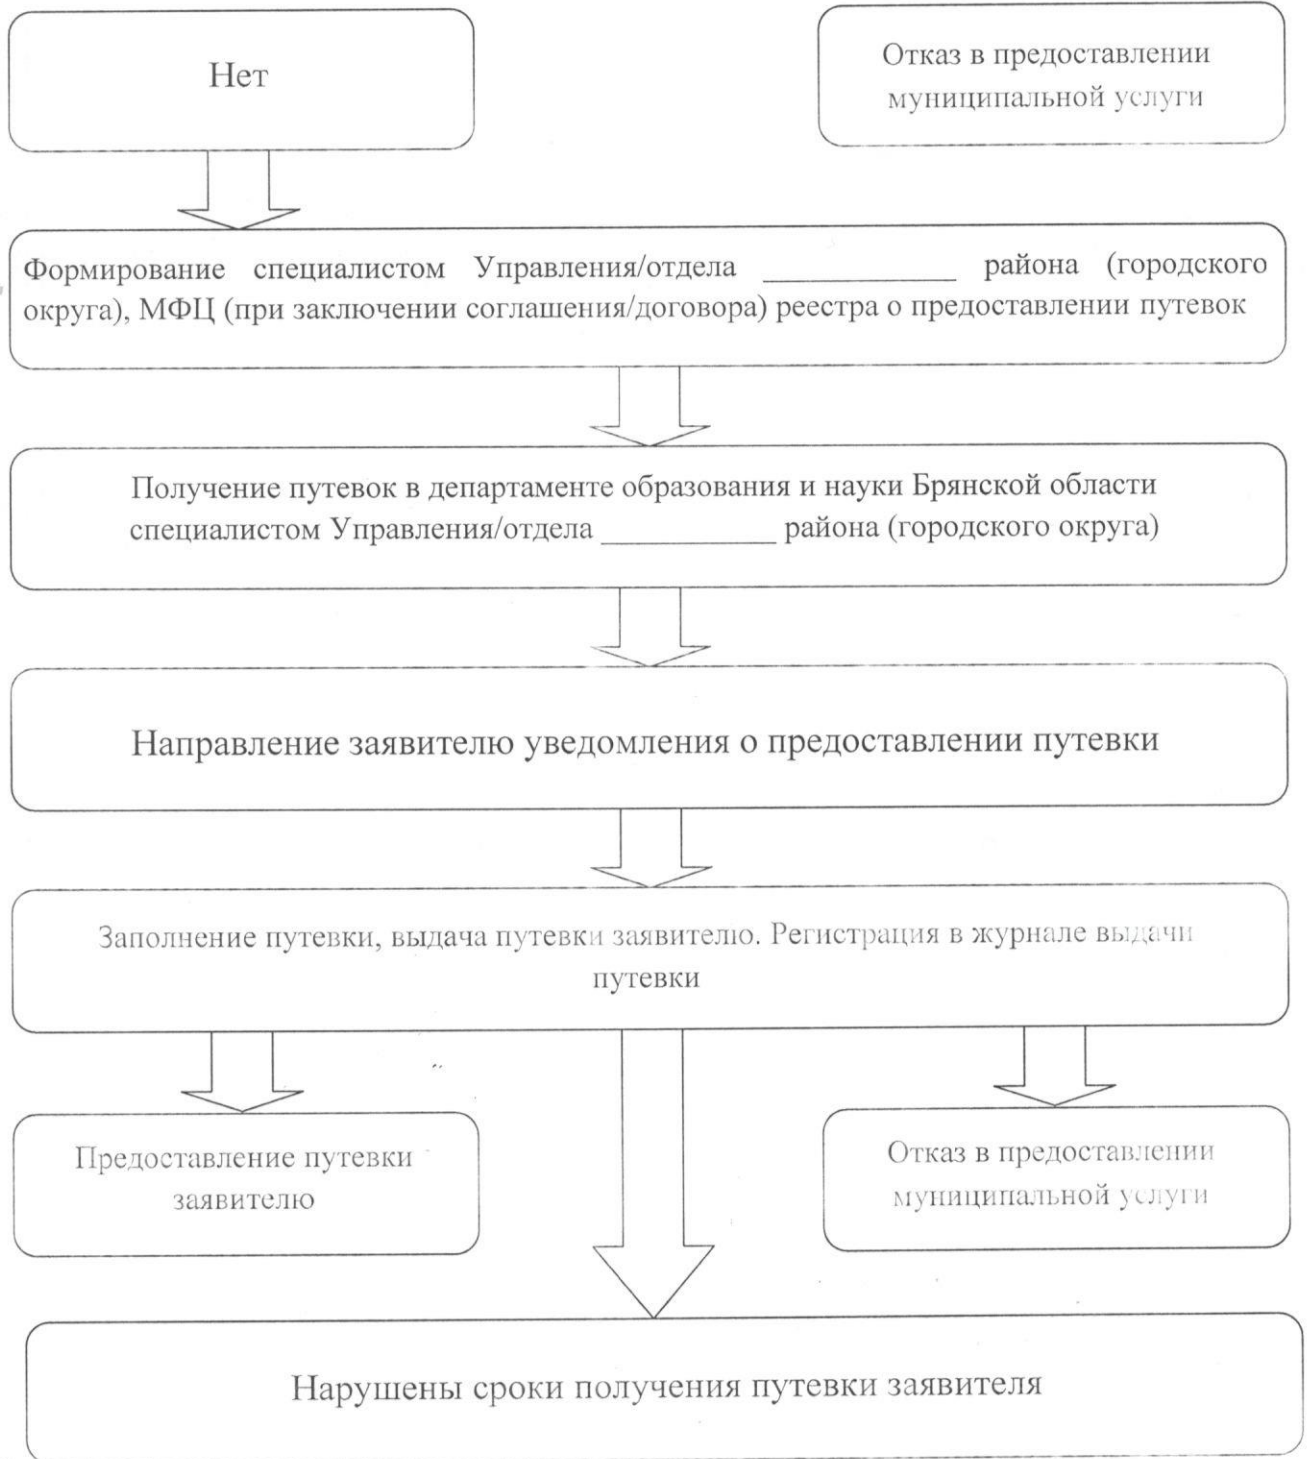 Нет
Отказ в предоставлении
муниципальной услуги
Формирование специалистом Управления/отдела _____________ района (городского
округа), МФЦ (при заключении соглашения/договора) реестра о предоставлении путевок
Получение путевок в департаменте образования и науки Брянской области
специалистом Управления/отдела ____________ района (городского округа)
Направление заявителю уведомления о предоставлении путевки
Заполнение путевки, выдача путевки заявителю. Регистрация в журнале выдачи
путевки
Предоставление путевки
заявителю
Отказ в предоставлении
муниципальной услуги
Нарушены сроки получения путевки заявителя